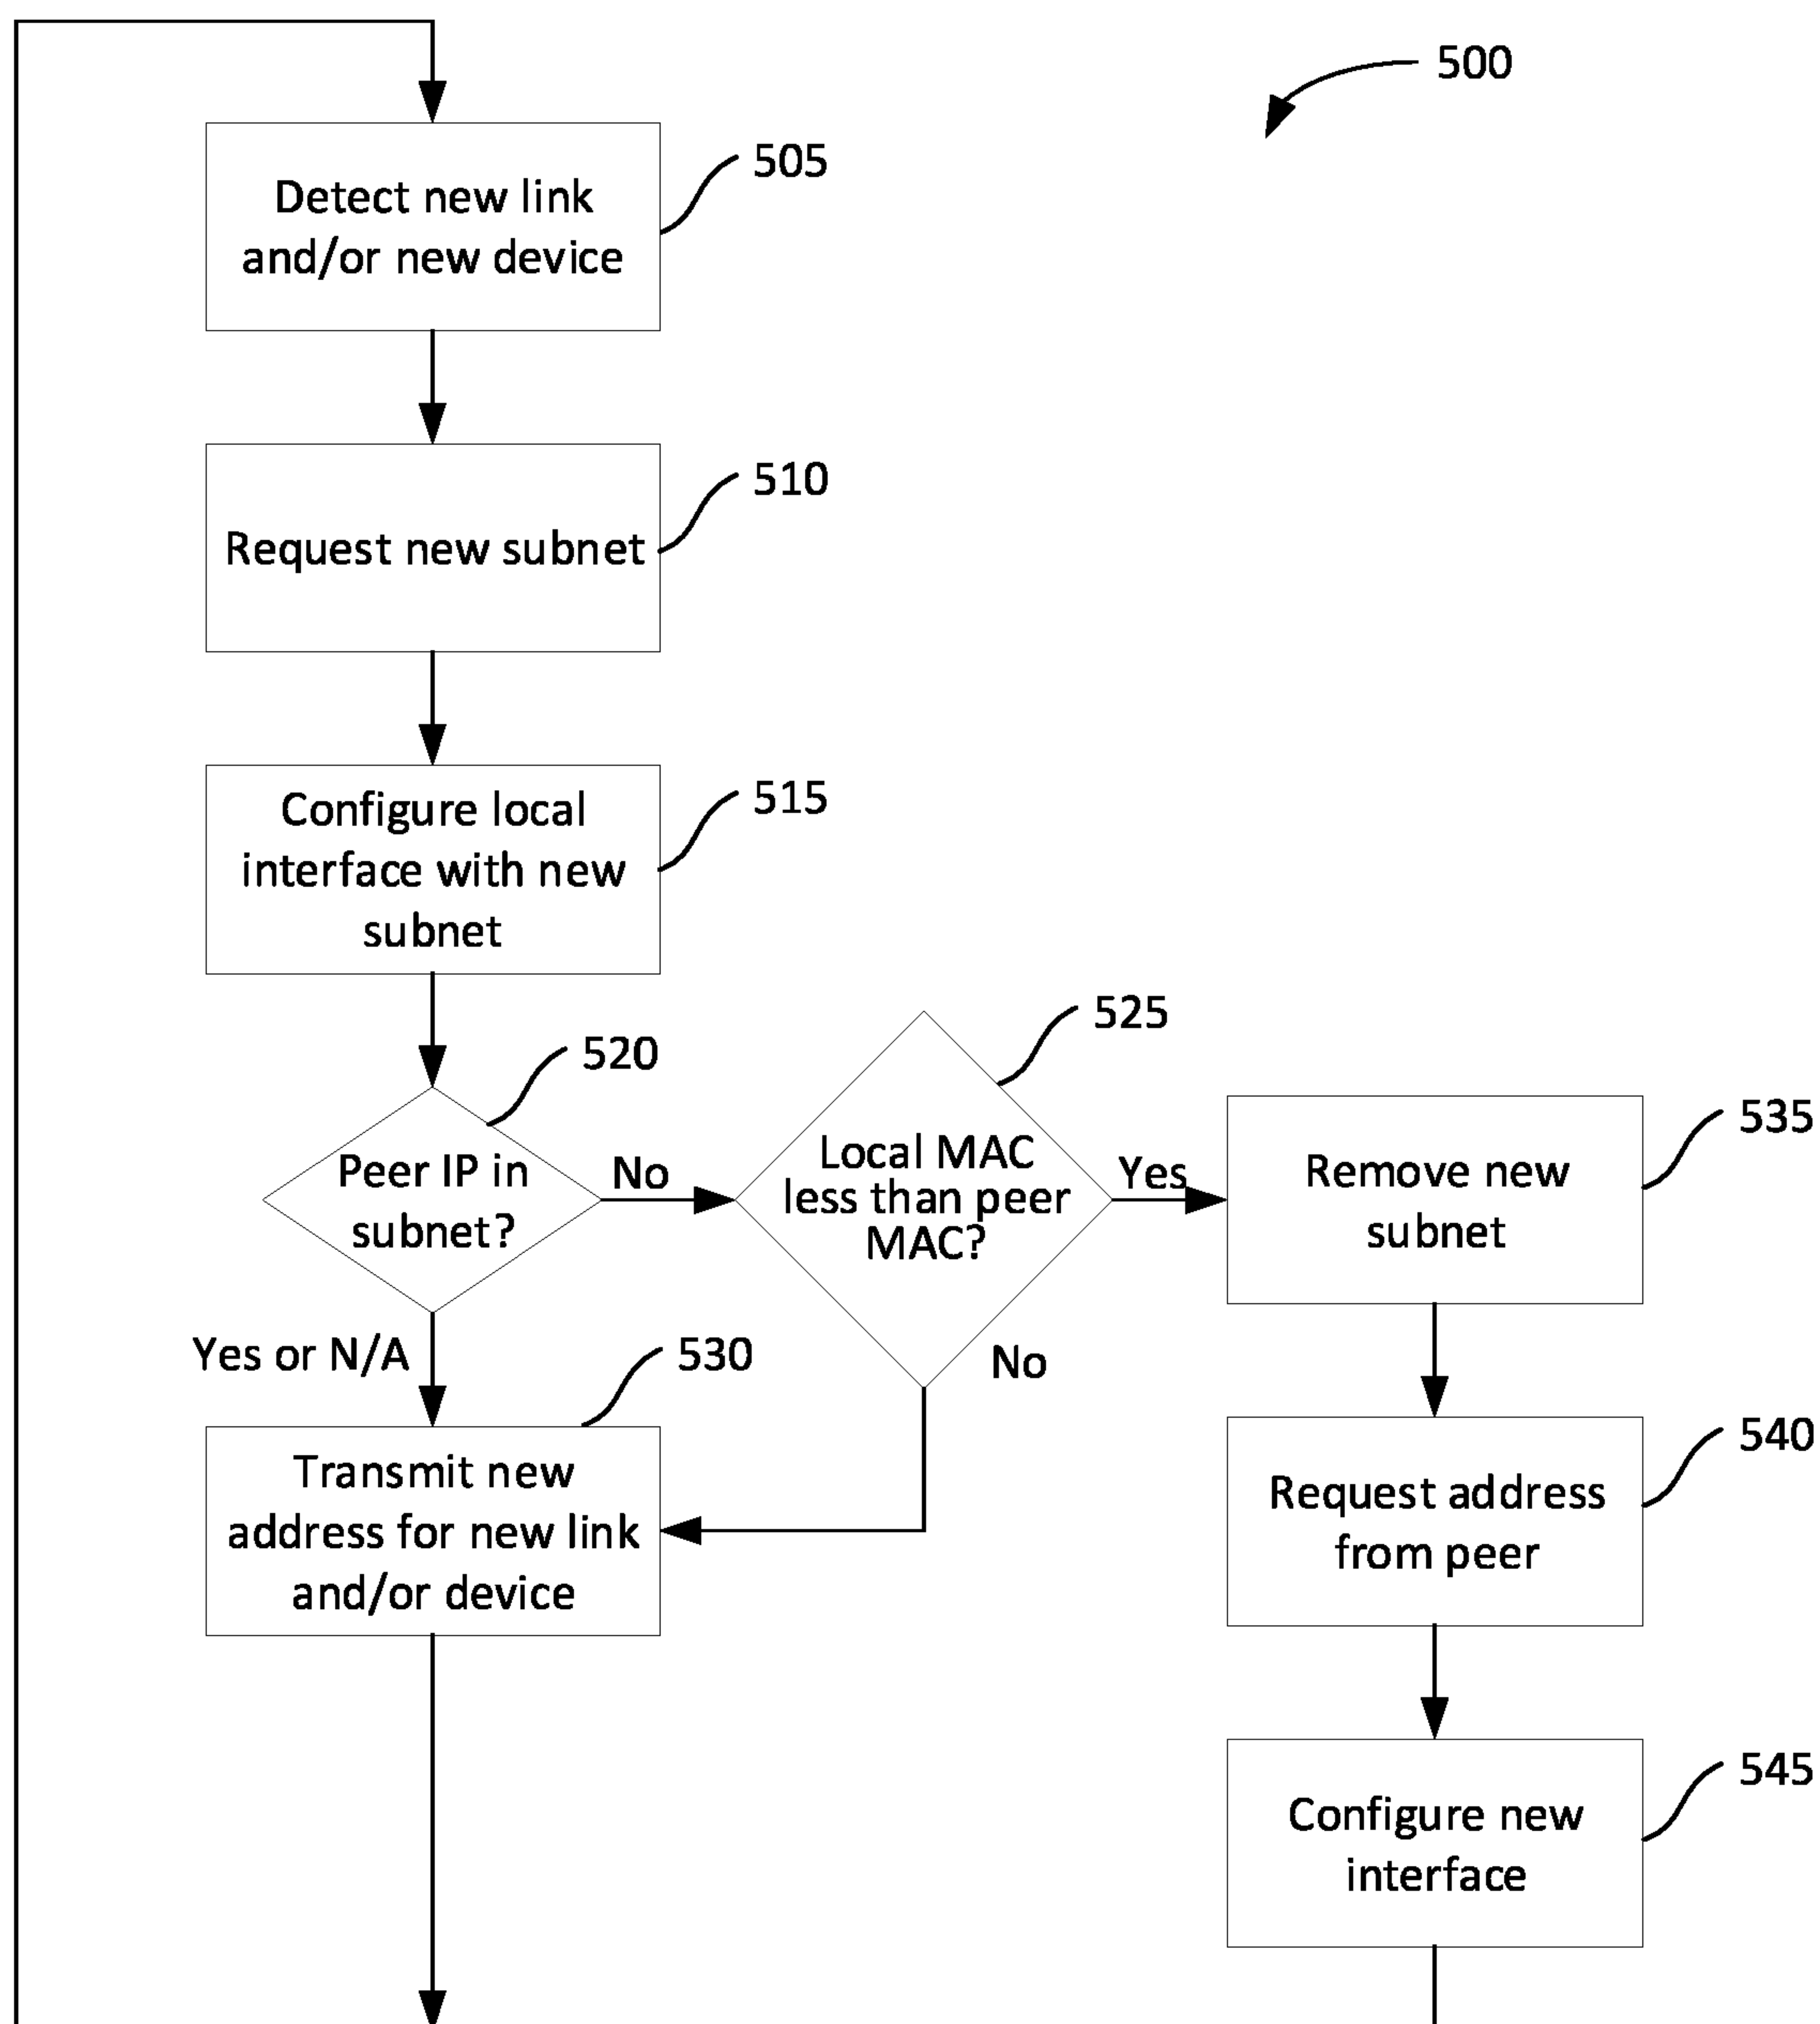 500
505
Detect new link
and/or new device
510
Request new subnet
515
Configure local
interface with new
subnet
520
Peer IP in
subnet?
No
525
Local MAC
less than peer
MAC?
Yes
No
535
Remove new
subnet
Yes or N/A
530
Transmit new
address for new link
and/or device
540
Request address
from peer
545
Configure new
interface